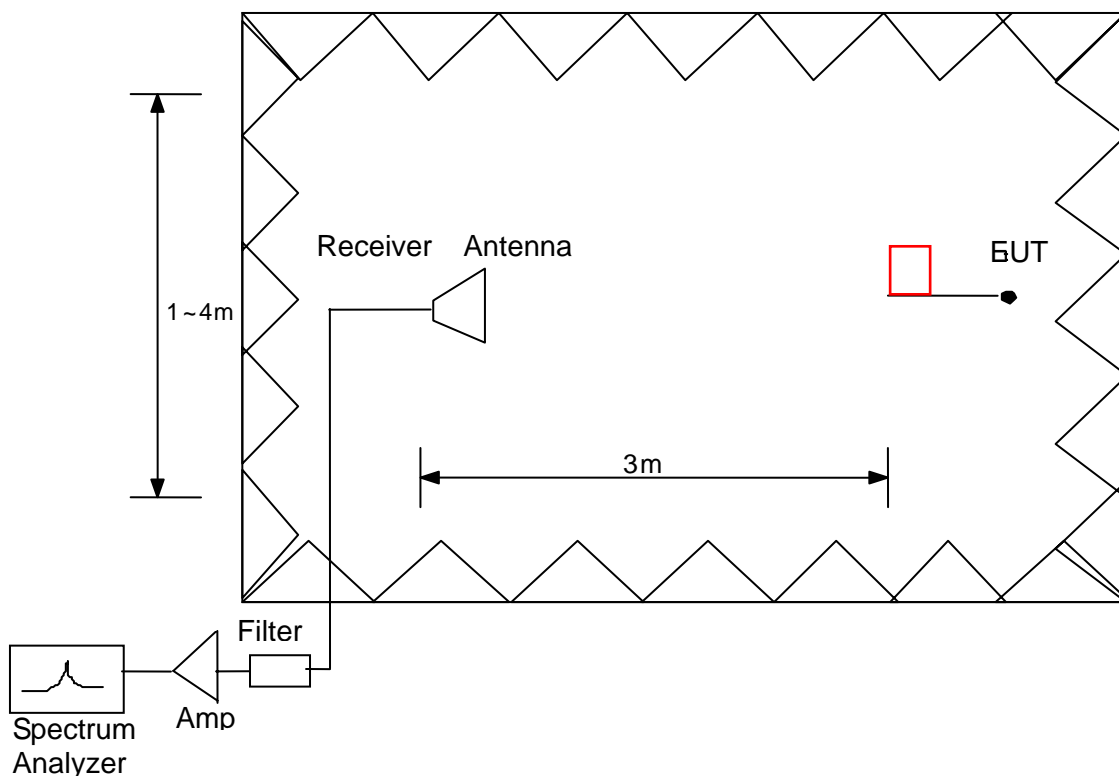 Receiver Antenna
EUT
1~4m
3m
Filter
Amp
Spectrum
Analyzer